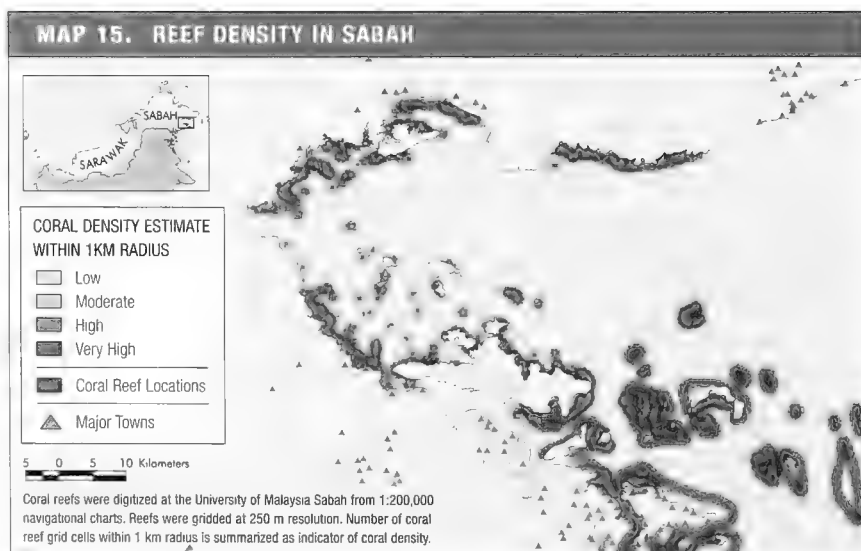 MAP 15. REEF DENSITY IN SABAH
SABAH
SARAWAK
CORAL DENSITY ESTIMATE
WITHIN 1KM RADIUS
Low
Moderate
High
Very High
Coral Reef Locations
Major Towns
5 0 5 10 Kilometers
Coral reefs were digitized at the University of Malaysia Sabah from 1:200,000
navigational charts. Reefs were gridded at 250 m resolution. Number of coral
reef grid cells within 1 km radius is summarized as indicator of coral density.